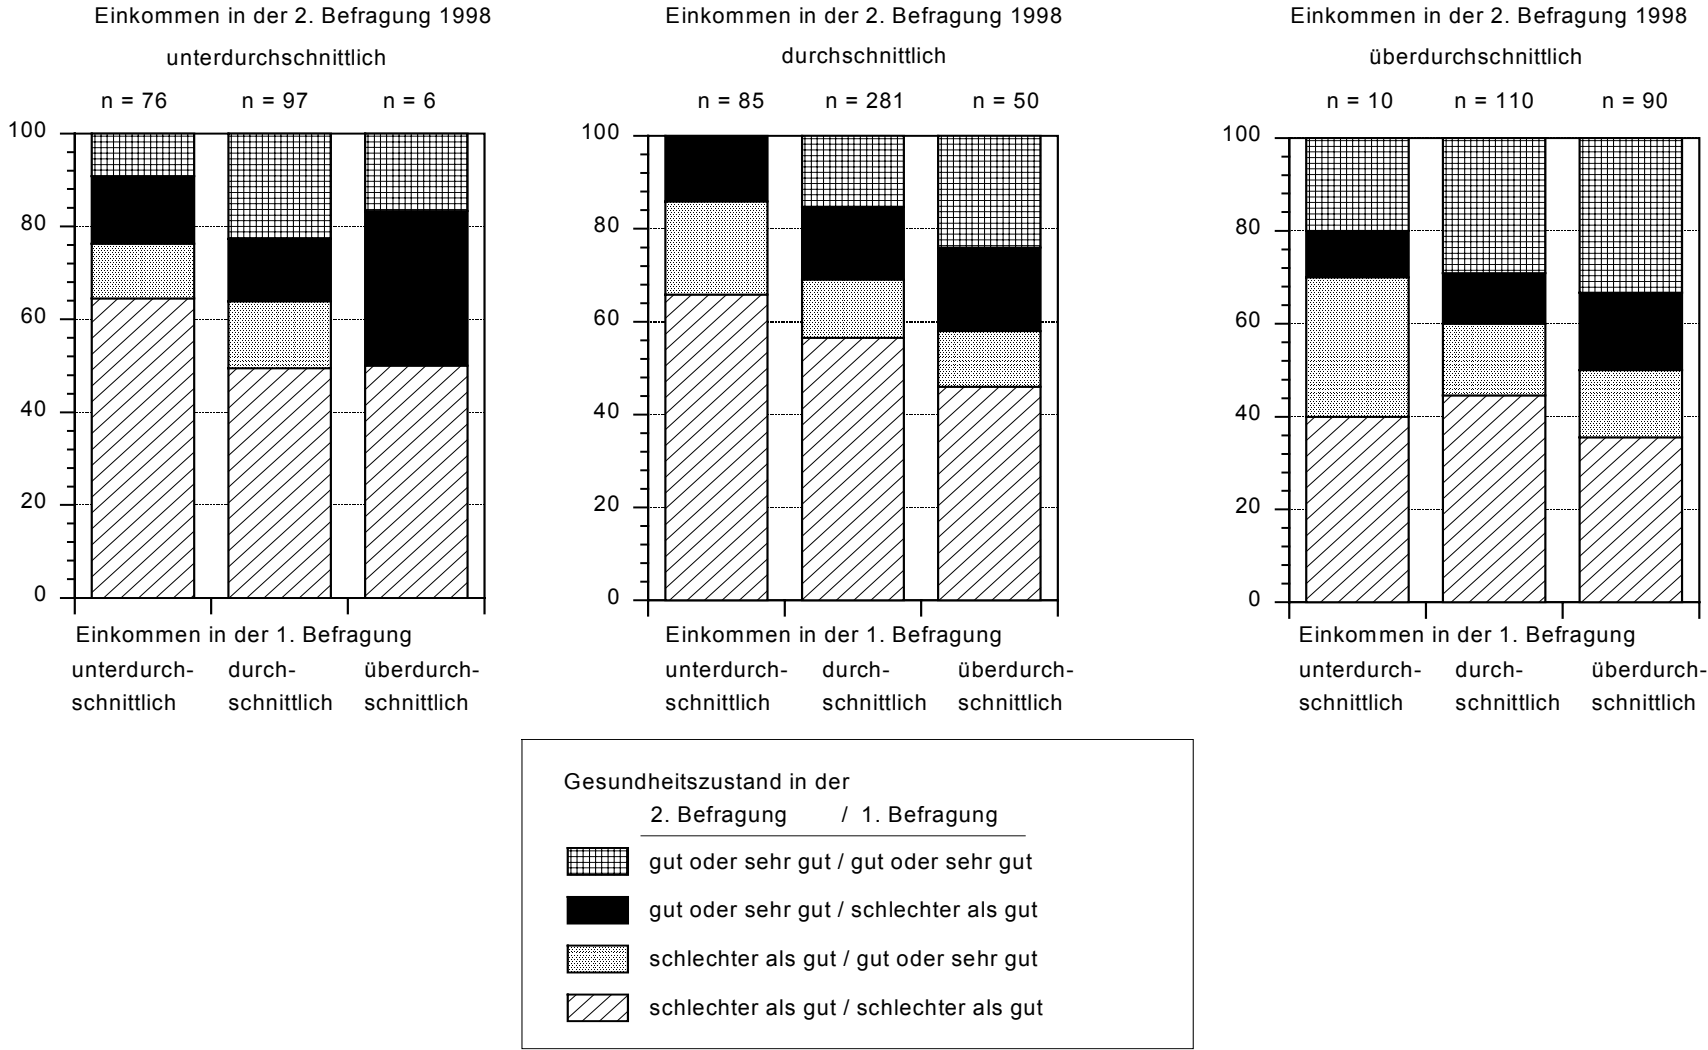 Einkommen in der 2. Befragung 1998
unterdurchschnittlich
n = 76 n = 97 n = 6
100
80
60
40
20
0
Einkommen in der 1. Befragung
unterdurch- durch- überdurch-
schnittlich schnittlich schnittlich
Einkommen in der 2. Befragung 1998
durchschnittlich
n = 85 n = 281 n = 50
100
80
60
40
20
0
Einkommen in der 1. Befragung
unterdurch- durch- überdurch-
schnittlich schnittlich schnittlich
Einkommen in der 2. Befragung 1998
überdurchschnittlich
n = 10 n = 110 n = 90
100
80
60
40
20
0
Einkommen in der 1. Befragung
unterdurch- durch- überdurch-
schnittlich schnittlich schnittlich
Gesundheitszustand in der
2. Befragung / 1. Befragung
gut oder sehr gut / gut oder sehr gut
gut oder sehr gut / schlechter als gut
schlechter als gut / gut oder sehr gut
schlechter als gut / schlechter als gut